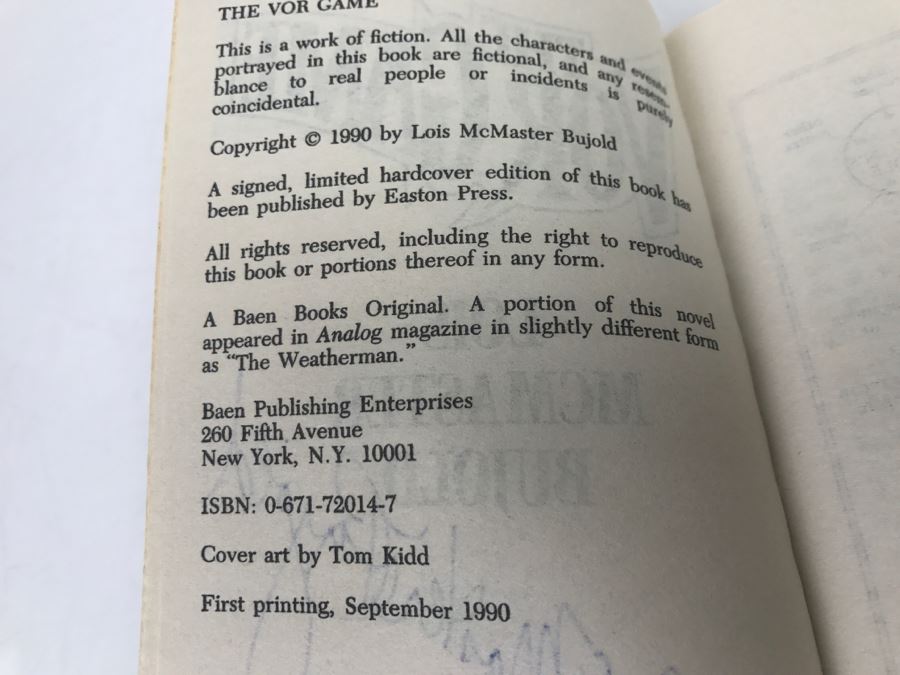 THE VOR GAME
This is a work of fiction. All the characters and events
portrayed in this book are fictional, and any resem-
blance to real people or incidents is purely
coincidental.
Copyright © 1990 by Lois McMaster Bujold
A signed, limited hardcover edition of this book has
been published by Easton Press.
All rights reserved, including the right to reproduce
this book or portions thereof in any form.
A Baen Books Original. A portion of this novel
appeared in Analog magazine in slightly different form
as “The Weatherman.”
Baen Publishing Enterprises
260 Fifth Avenue
New York, N.Y. 10001
ISBN: 0-671-72014-7
Cover art by Tom Kidd
First printing, September 1990
MCMASTER
BUJOLD